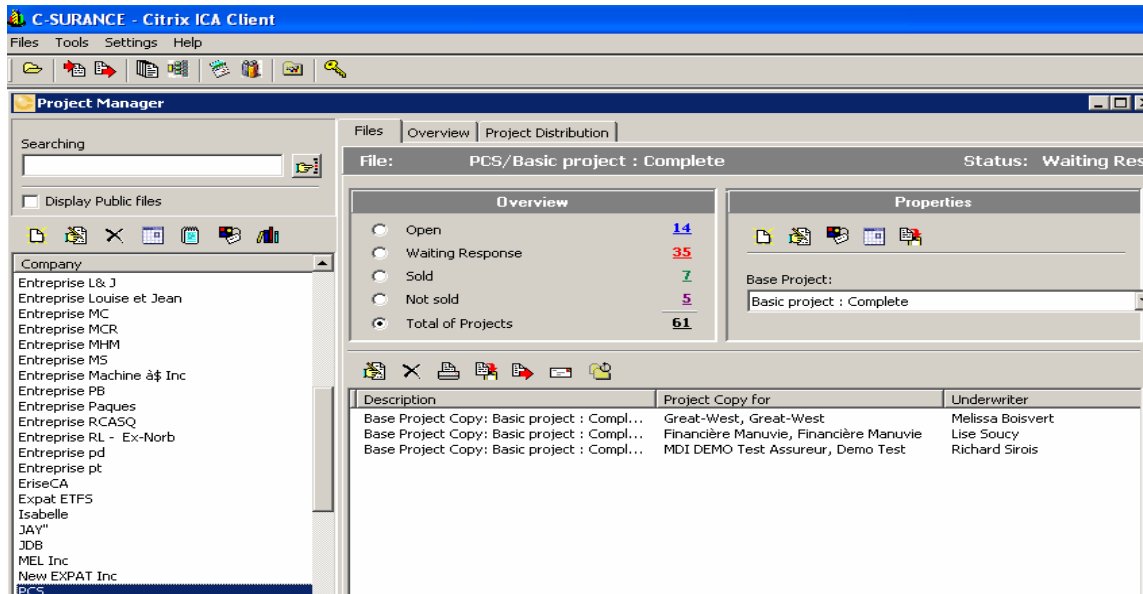 C-SURANCE - Citrix ICA Client
Files Tools Settings Help
Project Manager
Searching
Display Public files
Company
Entreprise L& J
Entreprise Louise et Jean
Entreprise MC
Entreprise MCR
Entreprise MHM
Entreprise MS
Entreprise Machine à$ Inc
Entreprise PB
Entreprise Paques
Entreprise RCASQ
Entreprise RL - Ex-Norb
Entreprise pd
Entreprise pt
EriseCA
Expat ETFS
Isabelle
JAY"
JDB
MEL Inc
New EXPAT Inc
PCS
Files Overview Project Distribution
File: PCS/Basic project : Complete Status: Waiting Res
Overview
Open 14
Waiting Response 35
Sold 7
Not sold 5
Total of Projects 61
Properties
Base Project:
Basic project : Complete
Description Project Copy for Underwriter
Base Project Copy: Basic project : Compl... Great-West, Great-West Melissa Boisvert
Base Project Copy: Basic project : Compl... Financière Manuvie, Financière Manuvie Lise Soucy
Base Project Copy: Basic project : Compl... MDI DEMO Test Assureur, Demo Test Richard Sirois